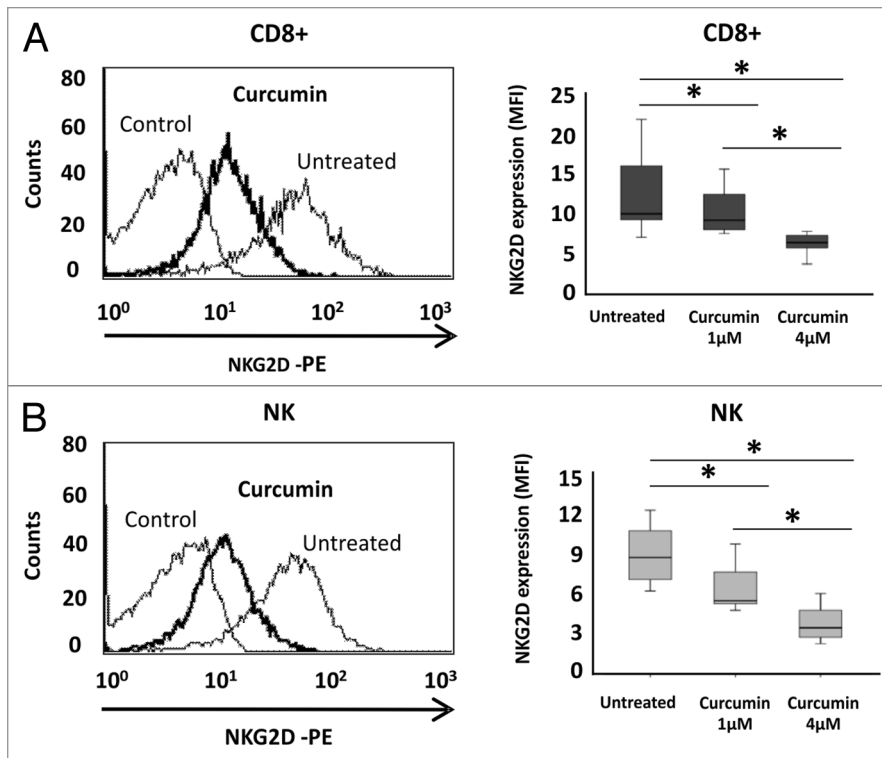 A
CD8+
80
60
40
20
0
Counts
Control
Curcumin
Untreated
10⁰ 10¹ 10² 10³
NKG2D -PE
CD8+
NKG2D expression (MFI)
25
20
15
10
5
0
*
*
*
Untreated Curcumin Curcumin
1µM 4µM
B
NK
80
60
40
20
0
Counts
Control
Curcumin
Untreated
10⁰ 10¹ 10² 10³
NKG2D -PE
NK
NKG2D expression (MFI)
15
12
9
6
3
0
*
*
*
Untreated Curcumin Curcumin
1µM 4µM